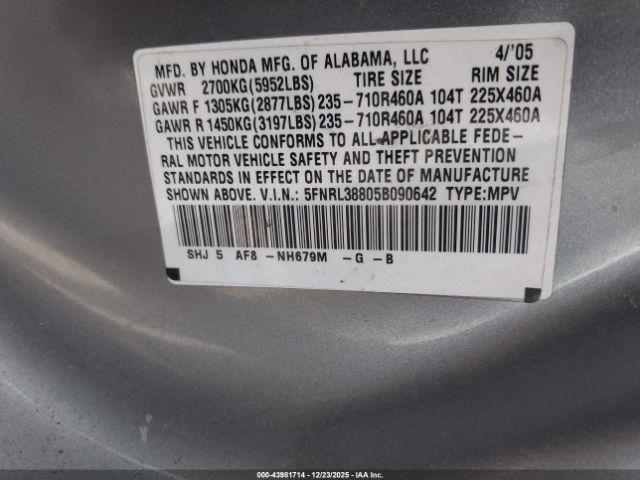 MFD. BY HONDA MFG. OF ALABAMA, LLC 4/'05
GVWR 2700KG(5952LBS) TIRE SIZE RIM SIZE
GAWR F 1305KG(2877LBS) 235-710R460A 104T 225X460A
GAWR R 1450KG(3197LBS) 235-710R460A 104T 225X460A
THIS VEHICLE CONFORMS TO ALL APPLICABLE FEDE-
RAL MOTOR VEHICLE SAFETY AND THEFT PREVENTION
STANDARDS IN EFFECT ON THE DATE OF MANUFACTURE
SHOWN ABOVE. V.I.N.: 5FNRL38805B090642 TYPE:MPV
SHJ 5 AF8 -NH679M -G -B
000-43981714 - 12/23/2025 - IAA Inc. - Copart